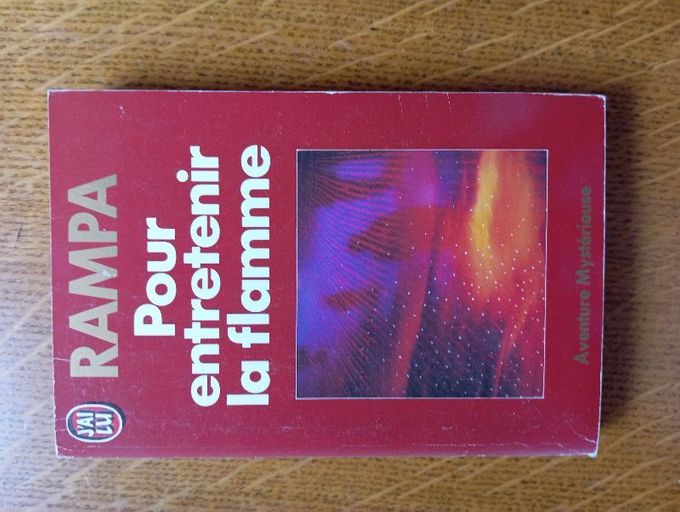 RAMPA
Pour
entretenir
la flamme
Aventure Mystérieuse
J'AI
LU